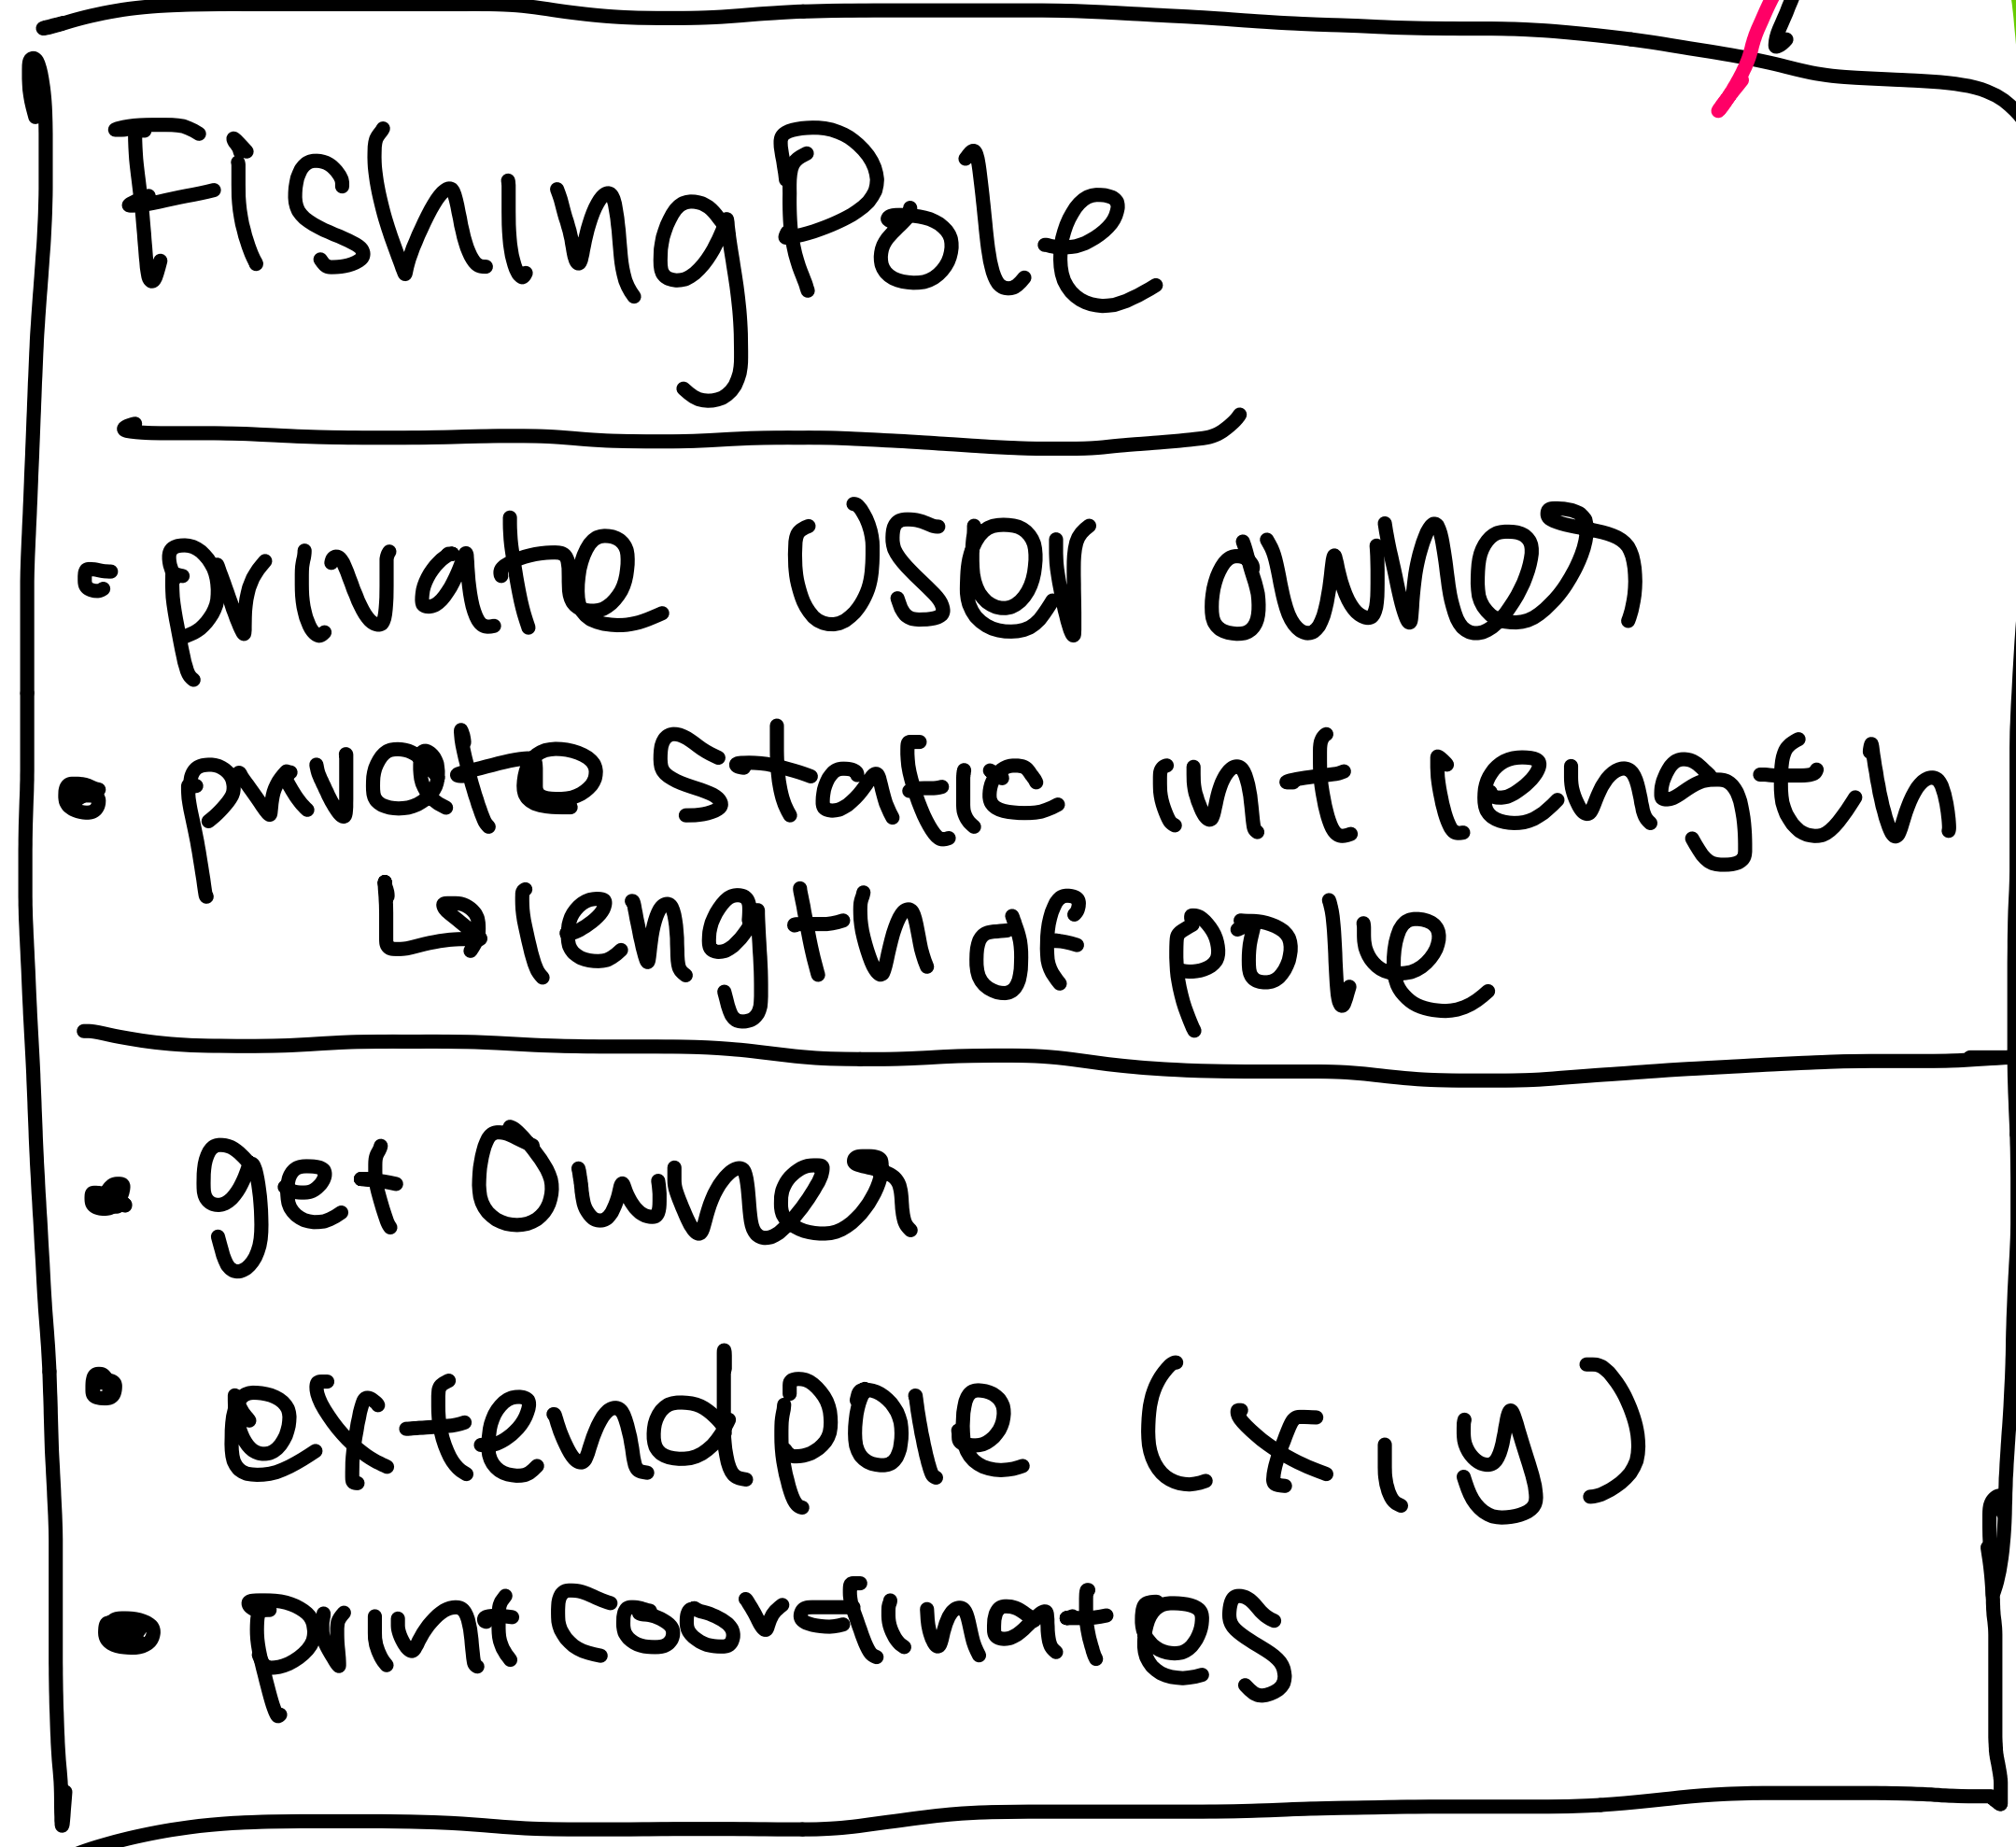 FishingPole
- private User owner
- private static int length
↳ length of pole
- get Owner
- extendpole (x, y)
- print Coordinates